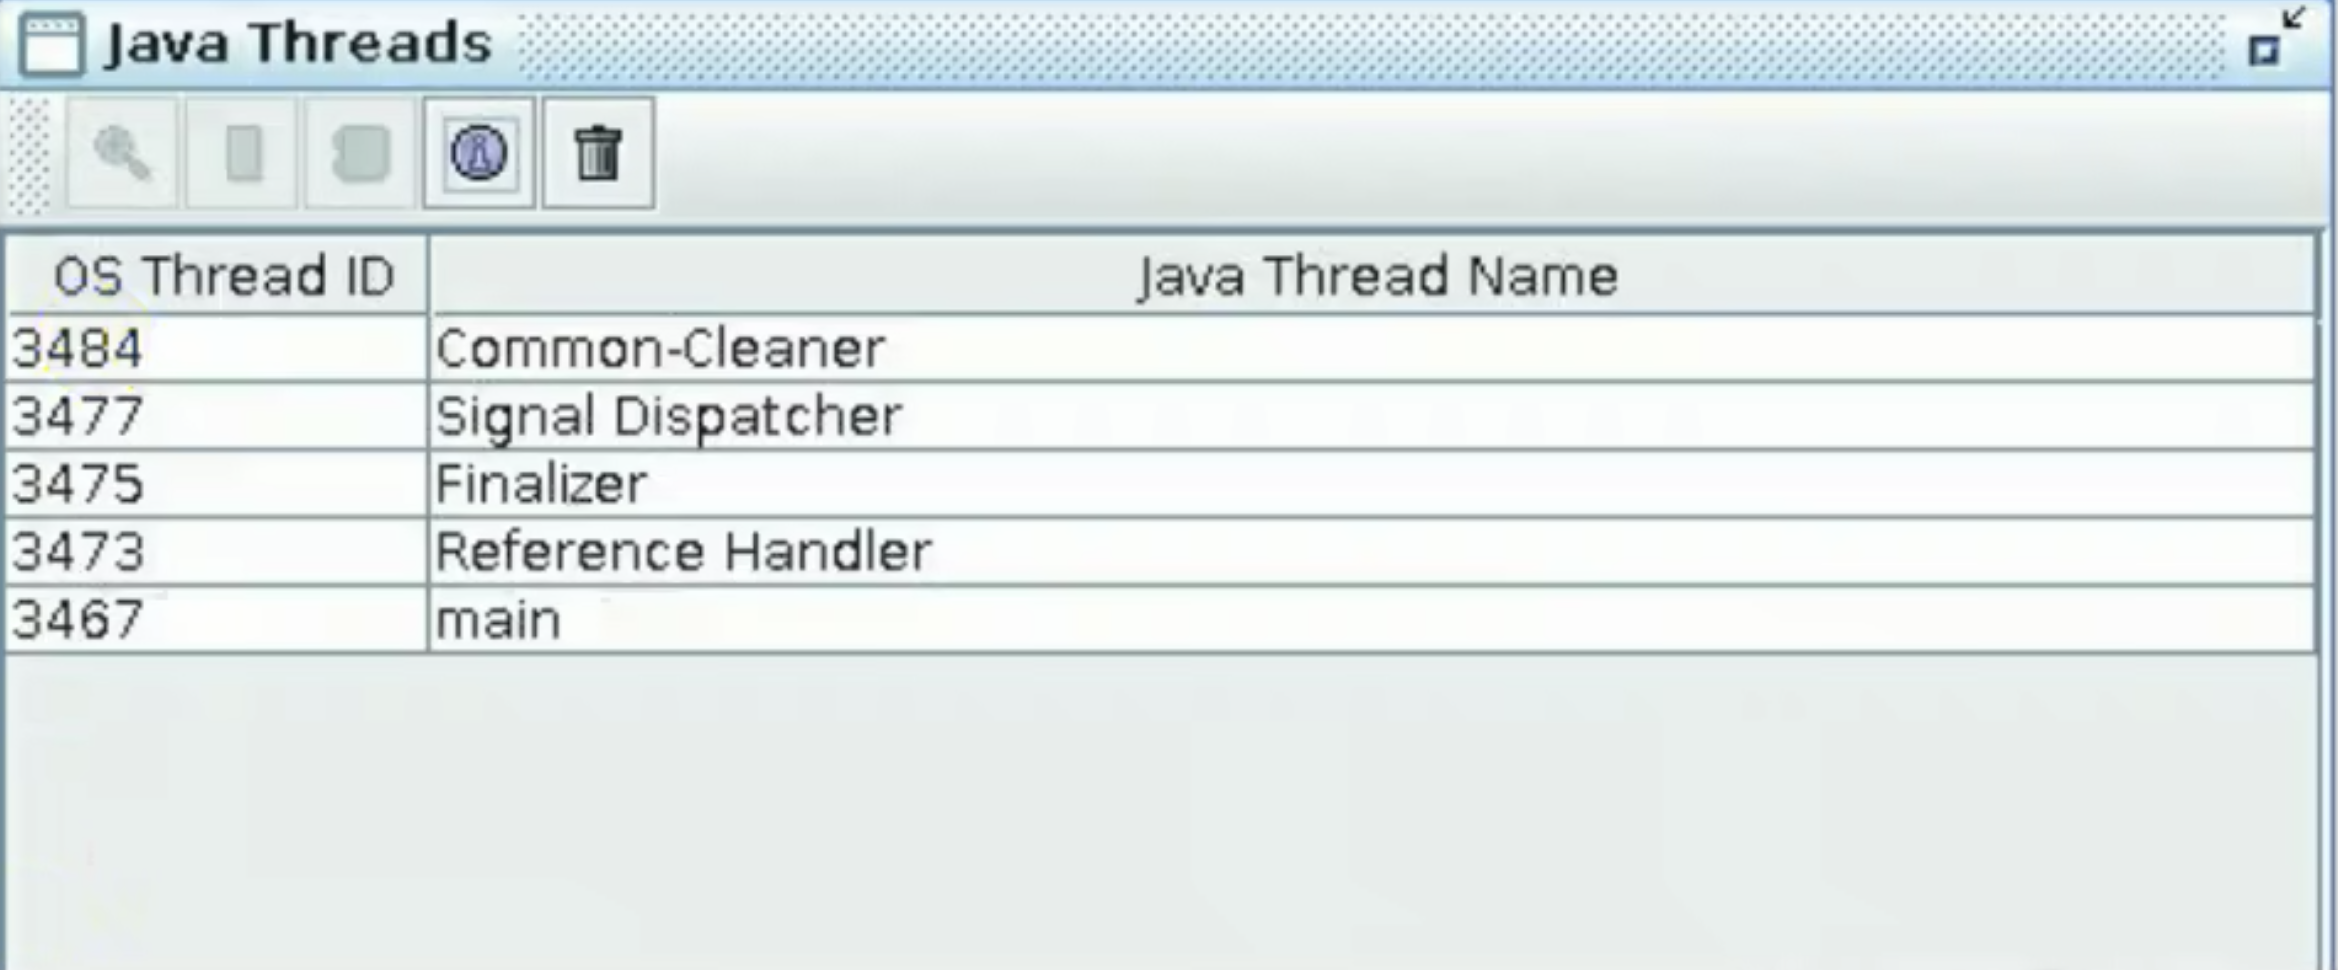 Java Threads
OS Thread ID Java Thread Name
3484 Common-Cleaner
3477 Signal Dispatcher
3475 Finalizer
3473 Reference Handler
3467 main